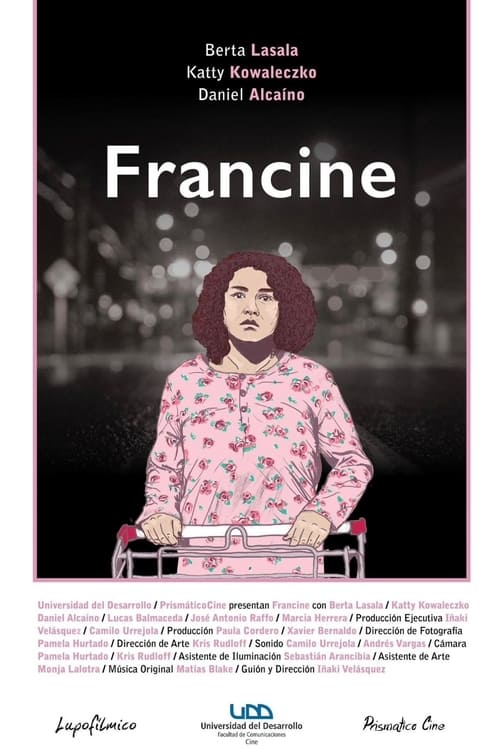 Berta Lasala
Katty Kowaleczko
Daniel Alcaíno
Francine
Universidad del Desarrollo / PrismáticoCine presentan Francine con Berta Lasala / Katty Kowaleczko
Daniel Alcaino / Lucas Balmaceda / José Antonio Raffo / Marcia Herrera / Producción Ejecutiva Iñaki
Velásquez / Camilo Urrejola / Producción Paula Cordero / Xavier Bernaldo / Dirección de Fotografía
Pamela Hurtado / Dirección de Arte Kris Rudloff / Sonido Camilo Urrejola / Andrés Vargas / Cámara
Pamela Hurtado / Kris Rudloff / Asistente de Iluminación Sebastián Arancibia / Asistente de Arte
Monja Lalotra / Música Original Matías Blake / Guión y Dirección Iñaki Velásquez
Lupofílmico
UDD
Universidad del Desarrollo
Facultad de Comunicaciones
Cine
Prismático Cine